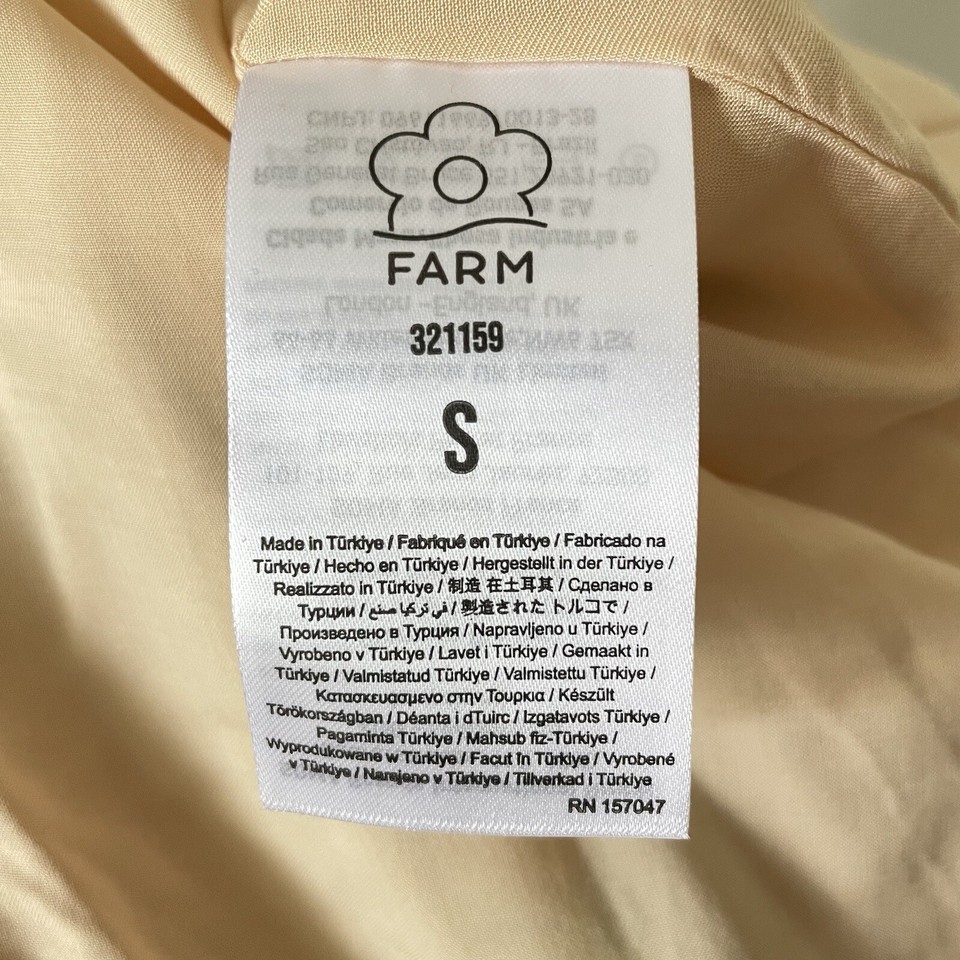 FARM
321159
S
Made in Türkiye / Fabriqué en Türkiye / Fabricado na
Türkiye / Hecho en Türkiye / Hergestellt in der Türkiye /
Realizzato in Türkiye / 制造 在土耳其 / Сделано в
Турции / صنع في تركيا / 製造された トルコで /
Произведено в Турция / Napravljeno u Türkiye /
Vyrobeno v Türkiye / Lavet i Türkiye / Gemaakt in
Türkiye / Valmistatud Türkiye / Valmistettu Türkiye /
Κατασκευασμενο στην Τουρκια / Készült
Törökországban / Déanta i dTuirc / Izgatavots Türkiye /
Pagaminta Türkiye / Mahsub fiz-Türkiye /
Wyprodukowane w Türkiye / Facut în Türkiye / Vyrobené
v Türkiye / Narejeno v Türkiye / Tillverkad i Türkiye
RN 157047